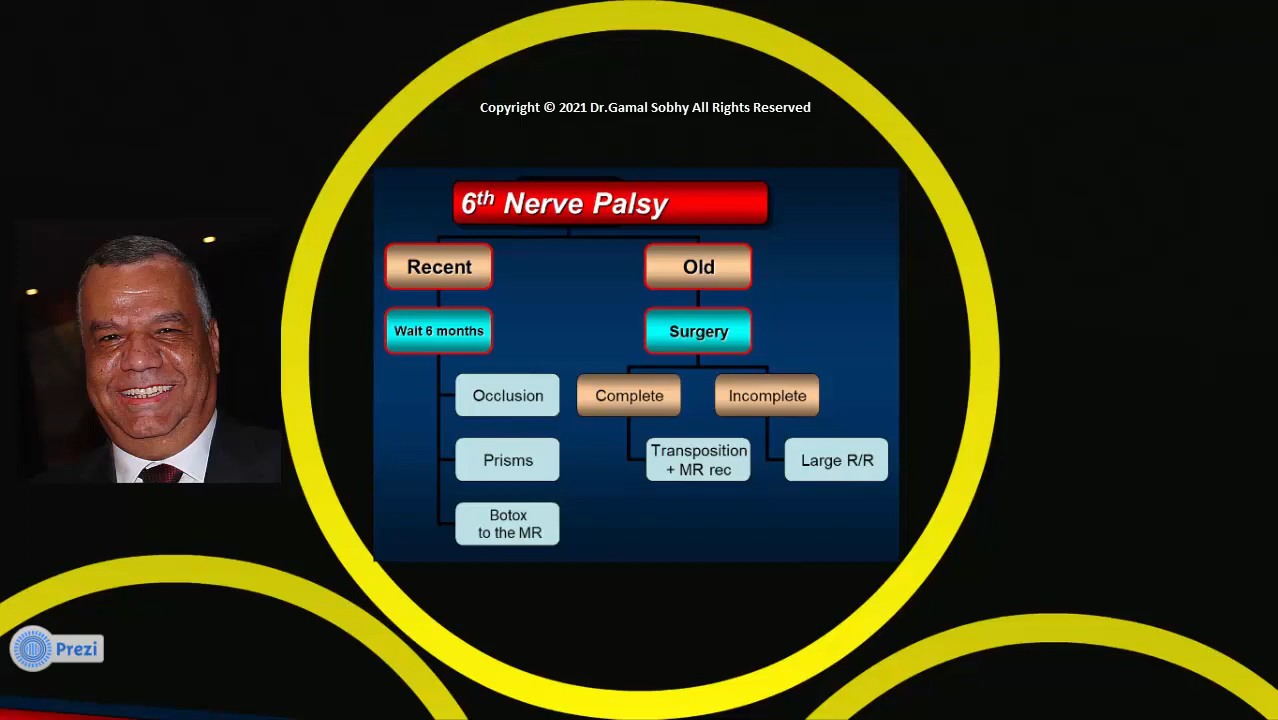 Copyright © 2021 Dr.Gamal Sobhy All Rights Reserved
6th Nerve Palsy
Recent
Old
Wait 6 months
Surgery
Occlusion
Complete
Incomplete
Prisms
Transposition
+ MR rec
Large R/R
Botox
to the MR
Prezi